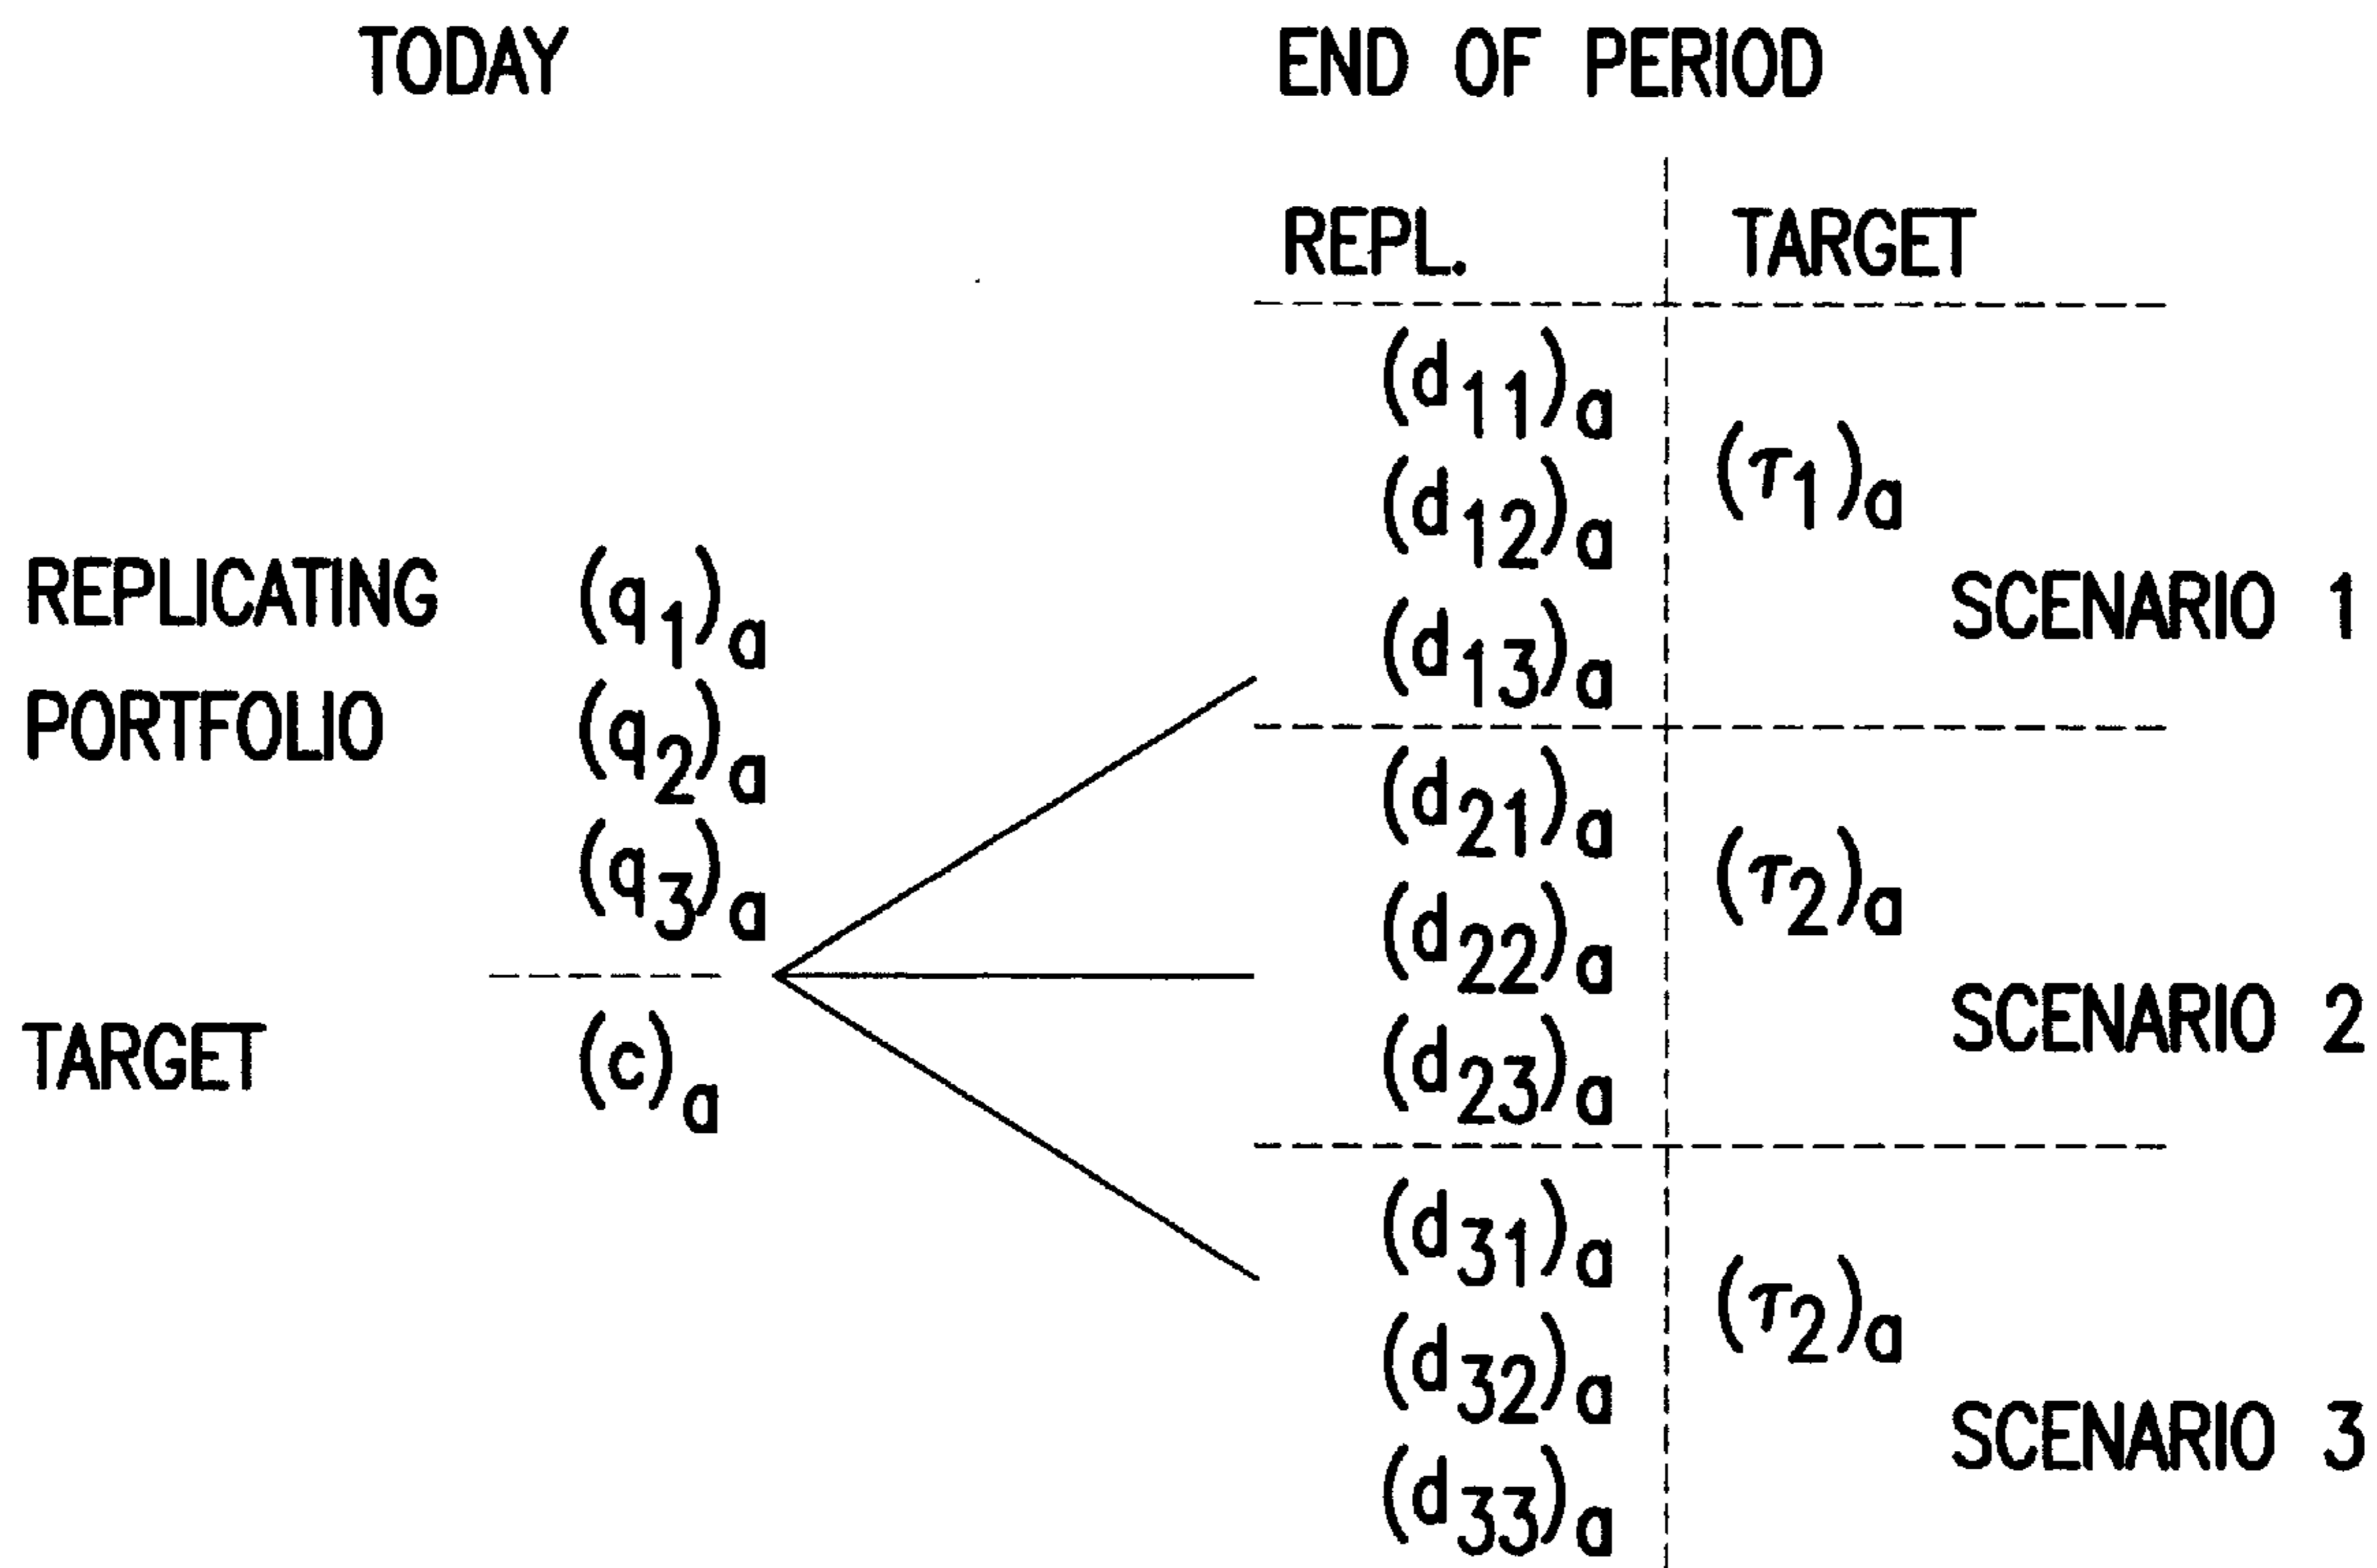 TODAY END OF PERIOD
REPL. TARGET
(d₁₁)ₐ
(τ₁)ₐ
(d₁₂)ₐ
REPLICATING (q₁)ₐ
SCENARIO 1
(d₁₃)ₐ
PORTFOLIO (q₂)ₐ
(d₂₁)ₐ
(q₃)ₐ
(τ₂)ₐ
(d₂₂)ₐ
SCENARIO 2
TARGET (c)ₐ
(d₂₃)ₐ
(d₃₁)ₐ
(τ₂)ₐ
(d₃₂)ₐ
SCENARIO 3
(d₃₃)ₐ